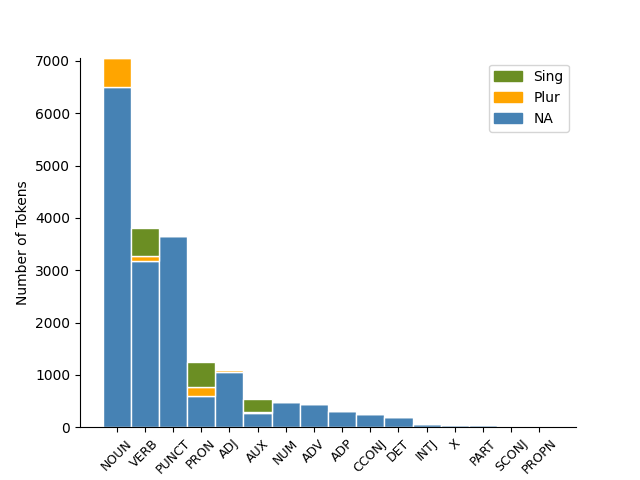 7000
6000
5000
4000
3000
2000
1000
0
Number of Tokens
Sing
Plur
NA
NOUN
VERB
PUNCT
PRON
ADJ
AUX
NUM
ADV
ADP
CCONJ
DET
INTJ
X
PART
SCONJ
PROPN